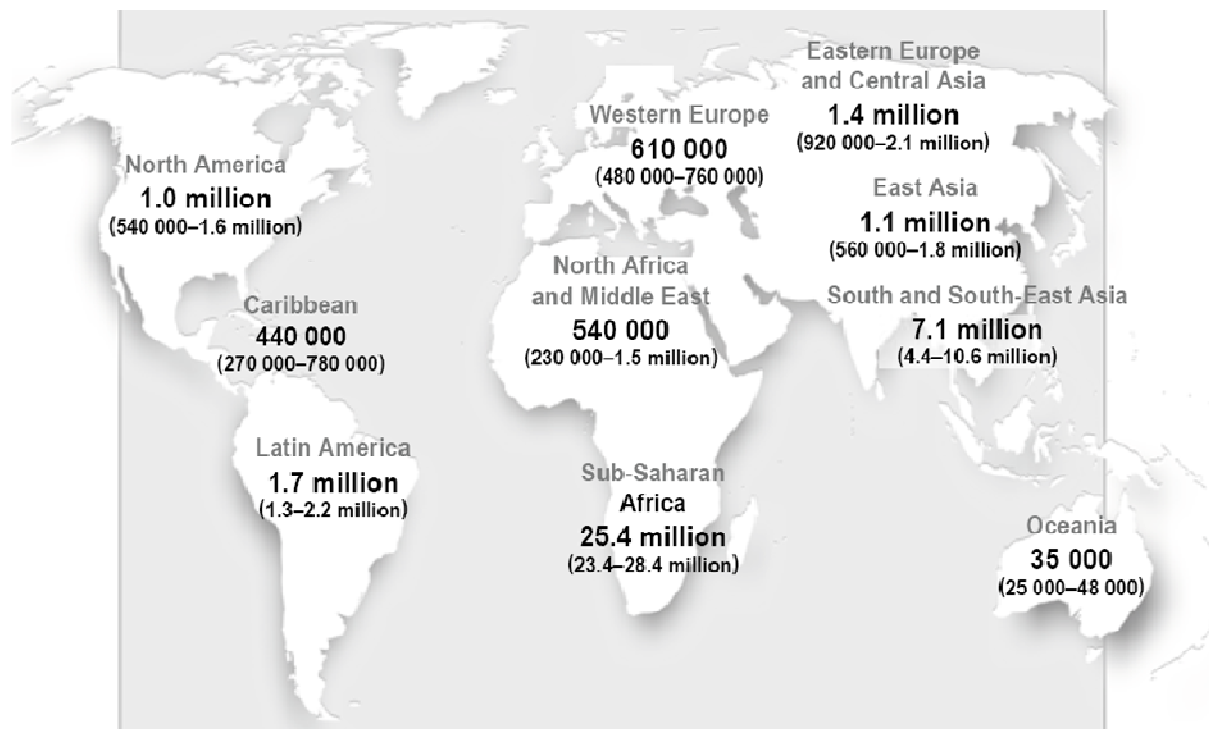 Eastern Europe
and Central Asia
1.4 million
(920 000–2.1 million)
Western Europe
610 000
(480 000–760 000)
North America
1.0 million
(540 000–1.6 million)
East Asia
1.1 million
(560 000–1.8 million)
North Africa
and Middle East
540 000
(230 000–1.5 million)
Caribbean
440 000
(270 000–780 000)
South and South-East Asia
7.1 million
(4.4–10.6 million)
Latin America
1.7 million
(1.3–2.2 million)
Sub-Saharan
Africa
25.4 million
(23.4–28.4 million)
Oceania
35 000
(25 000–48 000)